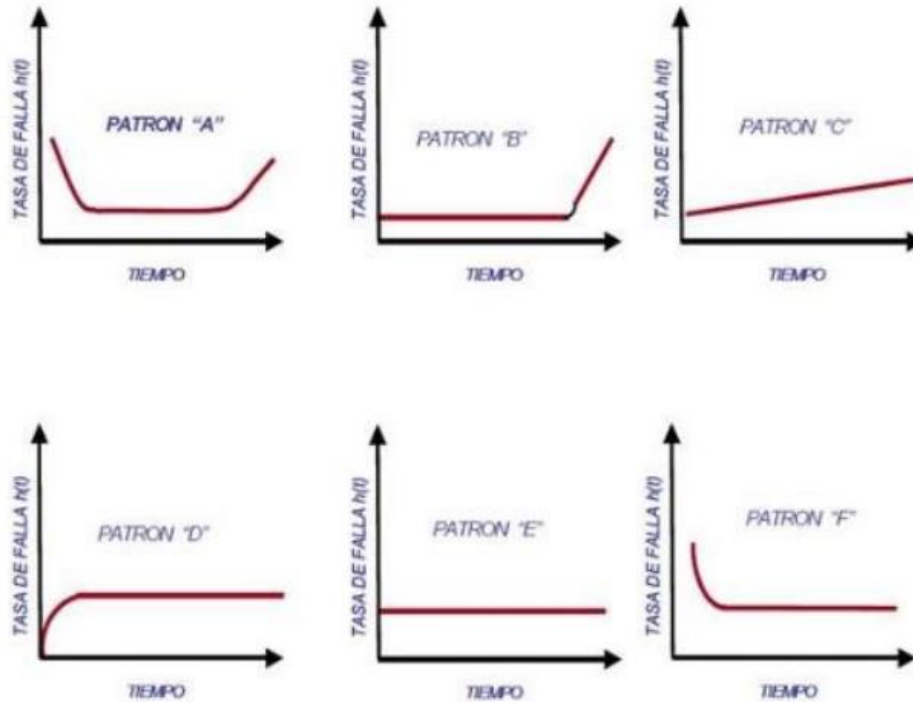 TASA DE FALLA h(t)
PATRON "A"
TIEMPO
TASA DE FALLA h(t)
PATRON "B"
TIEMPO
TASA DE FALLA h(t)
PATRON "C"
TIEMPO
TASA DE FALLA h(t)
PATRON "D"
TIEMPO
TASA DE FALLA h(t)
PATRON "E"
TIEMPO
TASA DE FALLA h(t)
PATRON "F"
TIEMPO